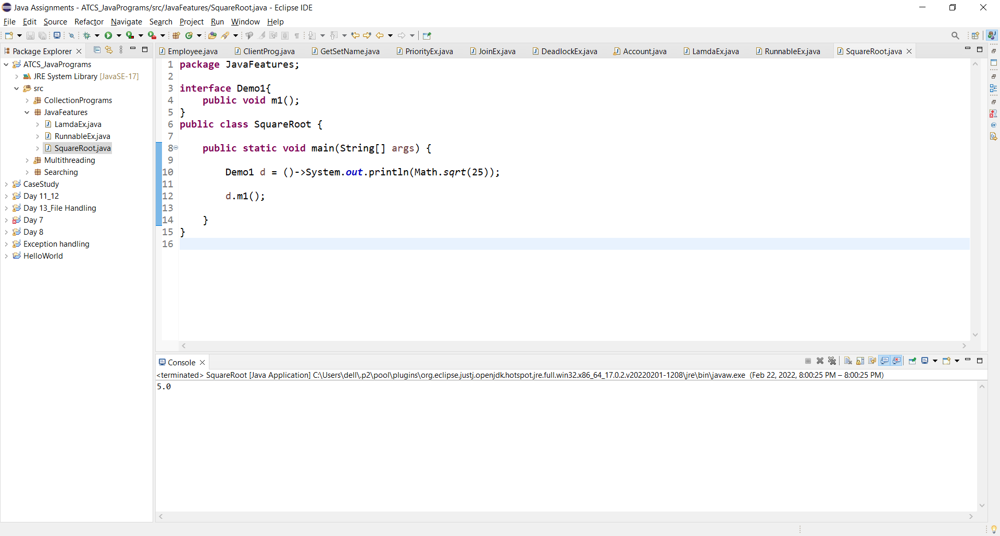 Java Assignments - ATCS_JavaPrograms/src/JavaFeatures/SquareRoot.java - Eclipse IDE
File Edit Source Refactor Navigate Search Project Run Window Help
Package Explorer
ATCS_JavaPrograms
JRE System Library [JavaSE-17]
src
CollectionPrograms
JavaFeatures
LamdaEx.java
RunnableEx.java
SquareRoot.java
Multithreading
Searching
CaseStudy
Day 11_12
Day 13_File Handling
Day 7
Day 8
Exception handling
HelloWorld
Employee.java ClientProg.java GetSetName.java PriorityEx.java JoinEx.java DeadlockEx.java Account.java LamdaEx.java RunnableEx.java SquareRoot.java
1 package JavaFeatures;
2
3 interface Demo1{
4     public void m1();
5 }
6 public class SquareRoot {
7
8     public static void main(String[] args) {
9
10         Demo1 d = ()->System.out.println(Math.sqrt(25));
11
12         d.m1();
13
14     }
15 }
16
Console
<terminated> SquareRoot [Java Application] C:\Users\dell\.p2\pool\plugins\org.eclipse.justj.openjdk.hotspot.jre.full.win32.x86_64_17.0.2.v20220201-1208\jre\bin\javaw.exe (Feb 22, 2022, 8:00:25 PM – 8:00:25 PM)
5.0